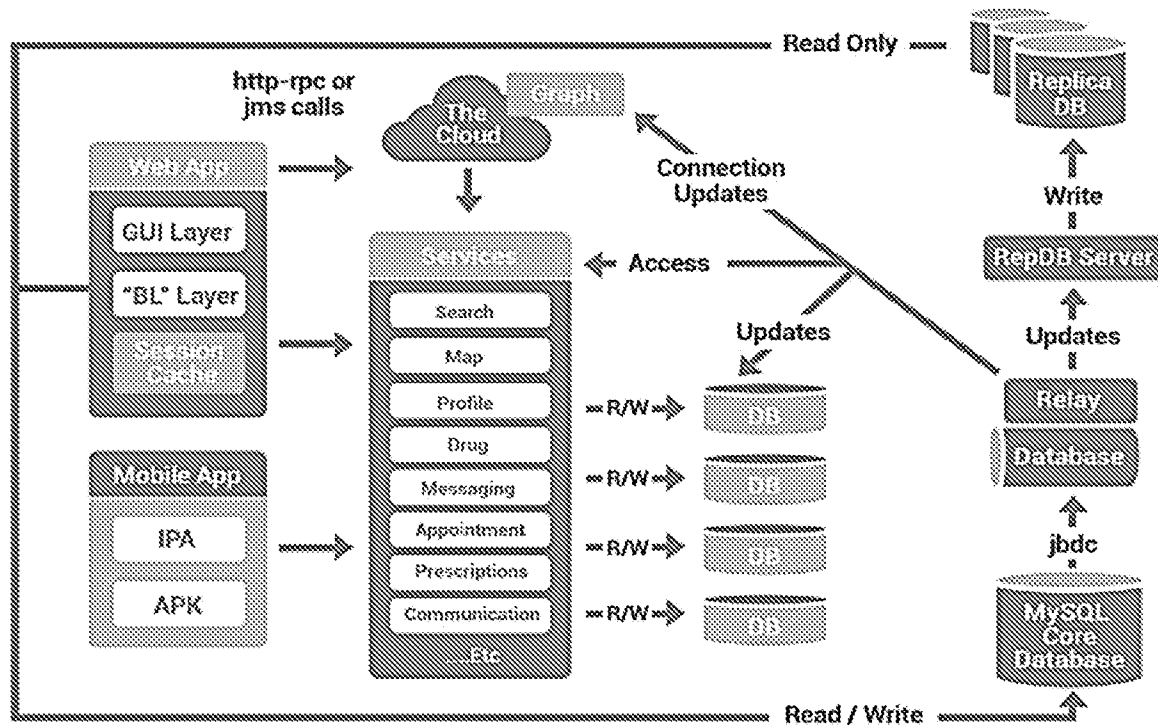 Read Only
Replica
DB
http-rpc or
jms calls
The
Cloud
Graph
Web App
GUI Layer
"BL" Layer
Session
Cache
Connection
Updates
Write
RepDB Server
Services
Access
Search
Map
Profile
Drug
Messaging
Appointment
Prescriptions
Communication
...Etc
Updates
Updates
R/W
DB
R/W
DB
R/W
DB
R/W
DB
Relay
Database
Mobile App
IPA
APK
jbdc
MySQL
Core
Database
Read / Write